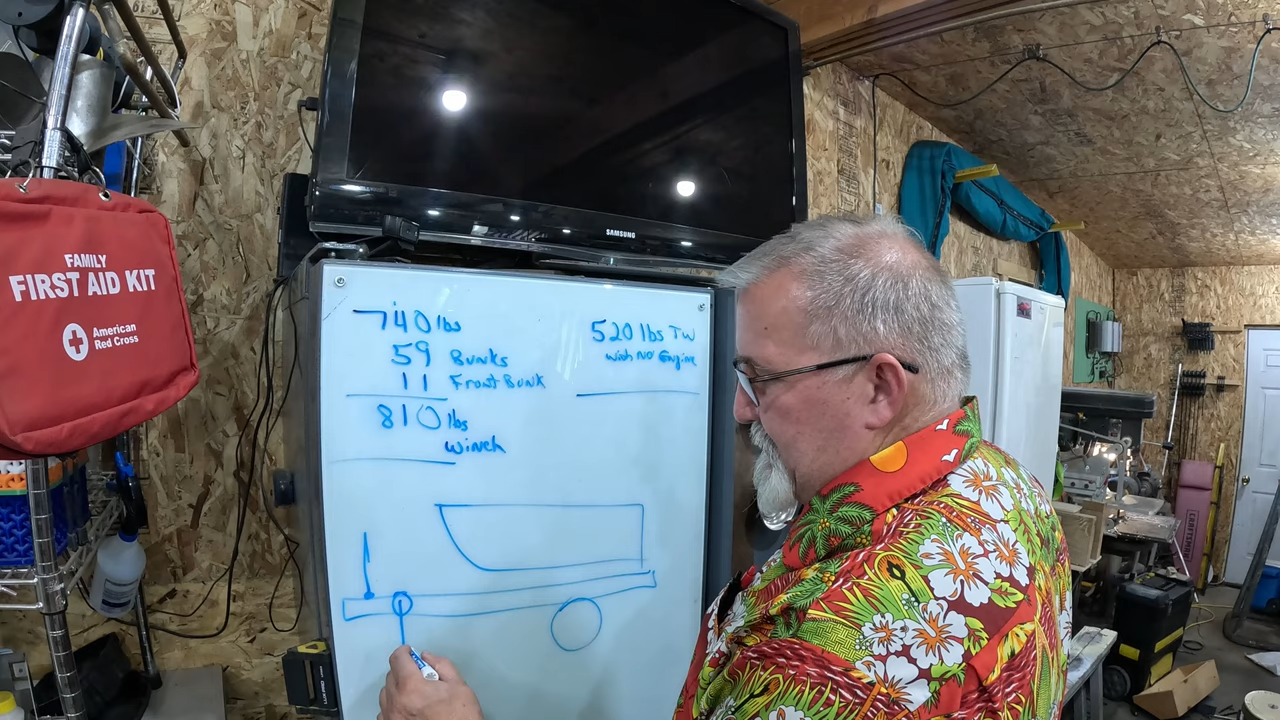 SAMSUNG
FAMILY
FIRST AID KIT
American
Red Cross
740 lbs
59 Bunks
11 Front Bunk
810 lbs
winch
520 lbs TW
with NO Engine